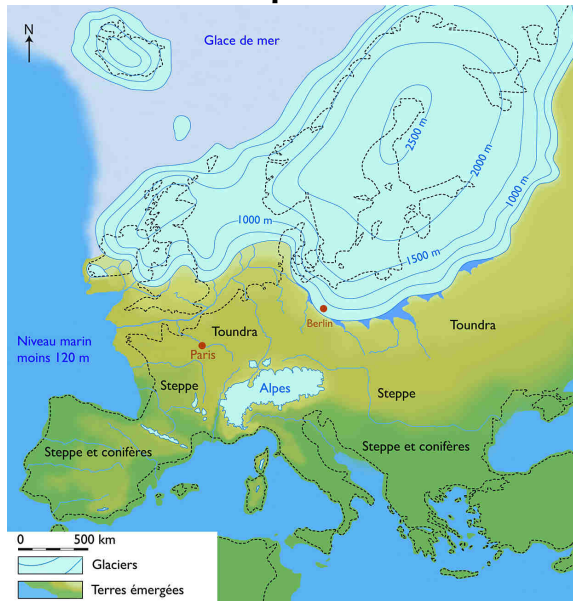 N
Glace de mer
2500 m
2000 m
1000 m
1000 m
1500 m
Berlin
Niveau marin
moins 120 m
Toundra
Toundra
Paris
Steppe
Alpes
Steppe
Steppe et conifères
Steppe et conifères
0 500 km
Glaciers
Terres émergées